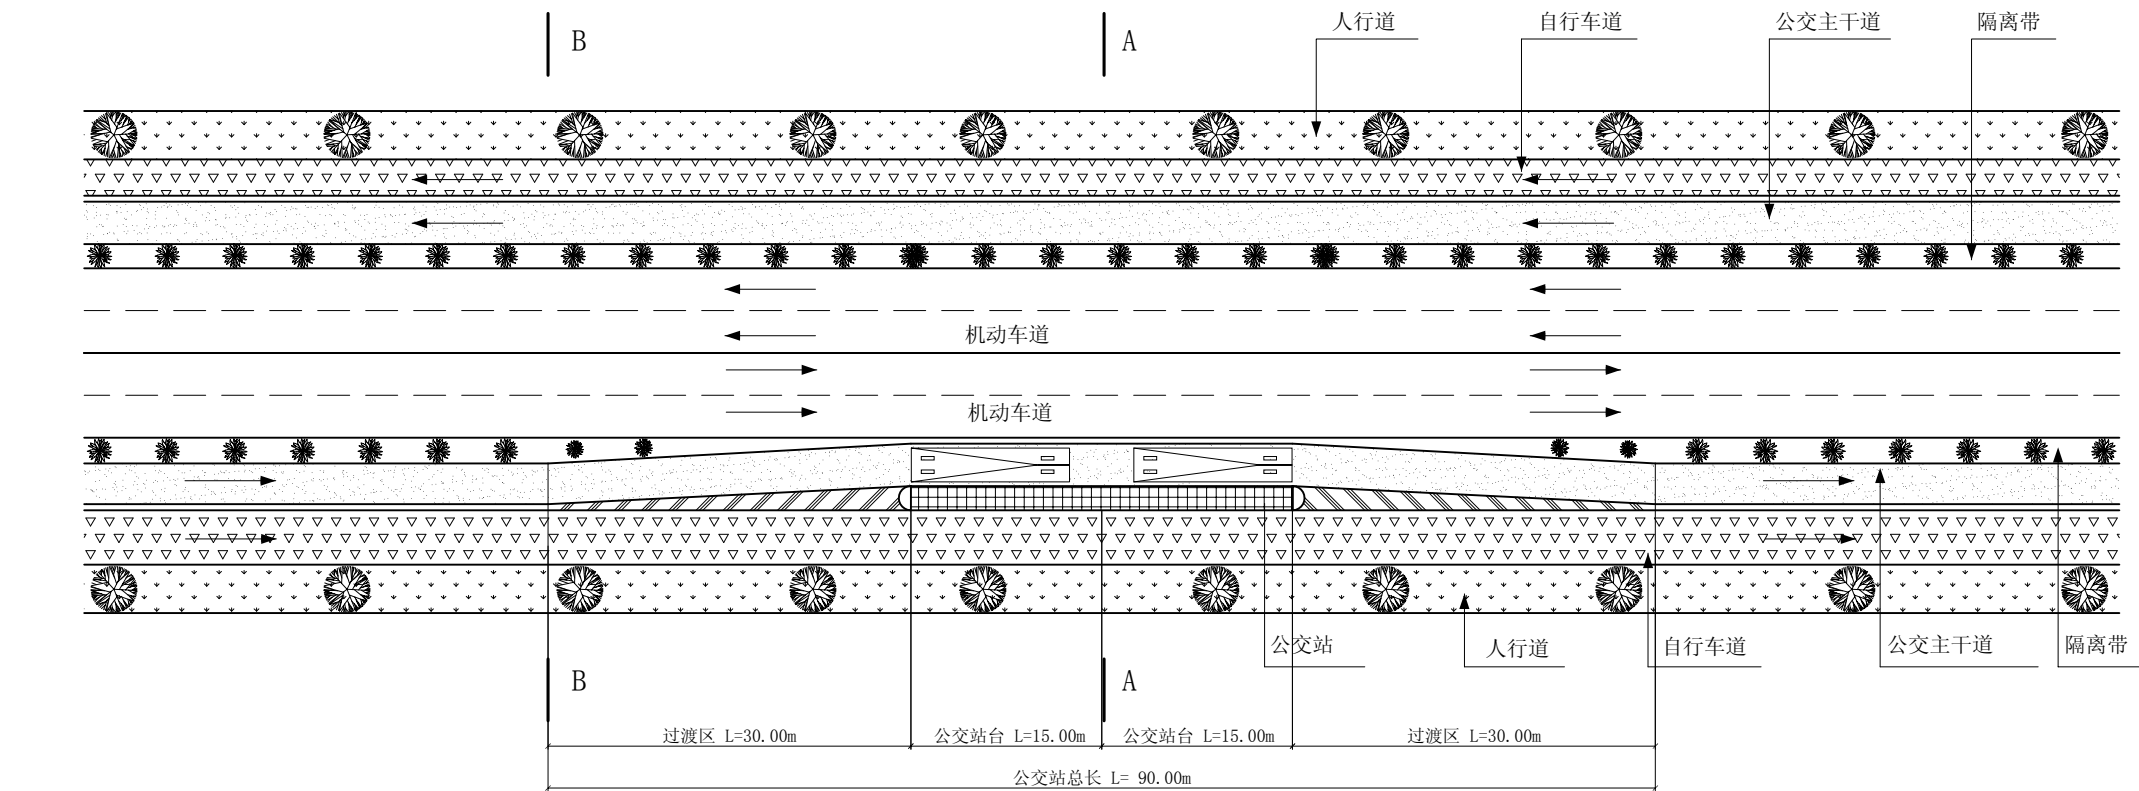 B
A
人行道
自行车道
公交主干道
隔离带
机动车道
机动车道
公交站
人行道
自行车道
公交主干道
隔离带
B
A
过渡区 L=30.00m
公交站台 L=15.00m
公交站台 L=15.00m
过渡区 L=30.00m
公交站总长 L= 90.00m